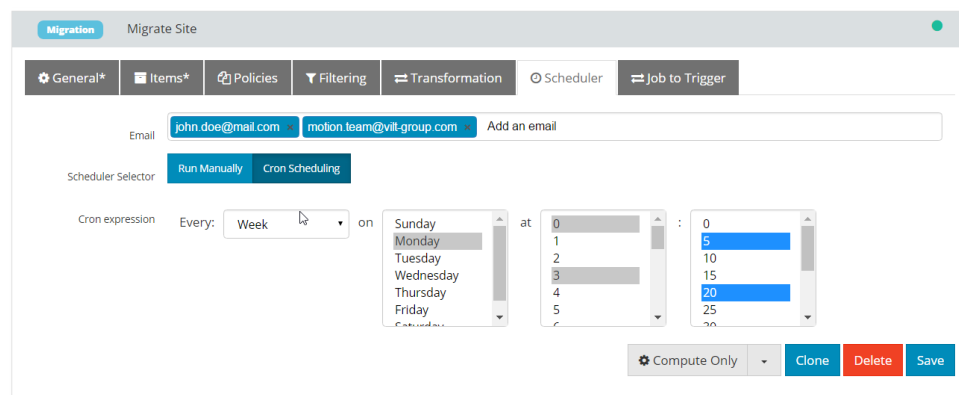 Migration Migrate Site
General* Items* Policies Filtering Transformation Scheduler Job to Trigger
Email john.doe@mail.com × motion.team@vilt-group.com × Add an email
Scheduler Selector Run Manually Cron Scheduling
Cron expression Every: Week on Sunday at 0 : 0
Monday 1 5
Tuesday 2 10
Wednesday 3 15
Thursday 4 20
Friday 5 25
Saturday 6 30
Compute Only Clone Delete Save